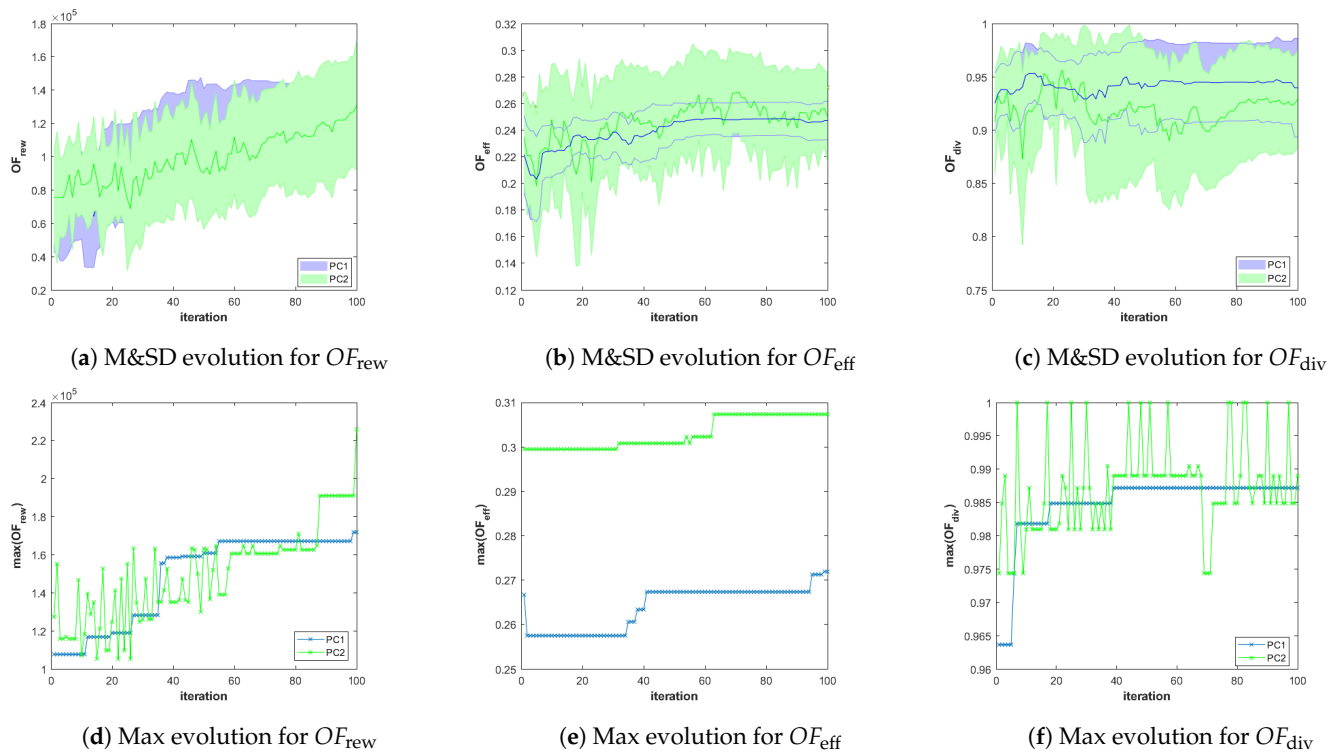 ×10^5
OF_rew
1.8
1.6
1.4
1.2
1
0.8
0.6
0.4
0.2
0 20 40 60 80 100
iteration
PC1
PC2
(a) M&SD evolution for OF_rew
OF_eff
0.32
0.3
0.28
0.26
0.24
0.22
0.2
0.18
0.16
0.14
0.12
0 20 40 60 80 100
iteration
(b) M&SD evolution for OF_eff
OF_div
1
0.95
0.9
0.85
0.8
0.75
0 20 40 60 80 100
iteration
PC1
PC2
(c) M&SD evolution for OF_div
×10^5
max(OF_rew)
2.4
2.2
2
1.8
1.6
1.4
1.2
1
0 20 40 60 80 100
iteration
PC1
PC2
(d) Max evolution for OF_rew
max(OF_eff)
0.31
0.3
0.29
0.28
0.27
0.26
0.25
0 20 40 60 80 100
iteration
(e) Max evolution for OF_eff
max(OF_div)
1
0.995
0.99
0.985
0.98
0.975
0.97
0.965
0.96
0 20 40 60 80 100
iteration
PC1
PC2
(f) Max evolution for OF_div